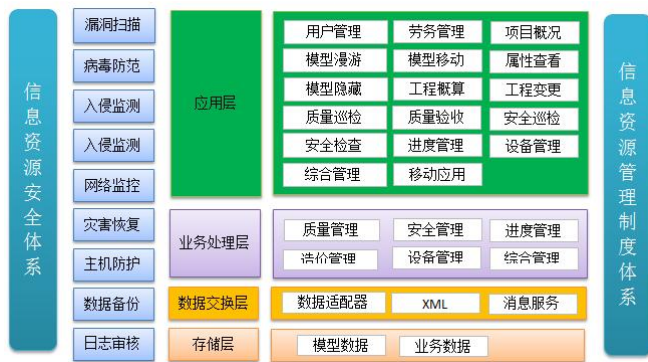 信息资源安全体系
漏洞扫描
病毒防范
入侵监测
入侵监测
网络监控
灾害恢复
主机防护
数据备份
日志审核
应用层
用户管理 劳务管理 项目概况
模型漫游 模型移动 属性查看
模型隐藏 工程概算 工程变更
质量巡检 质量验收 安全巡检
安全检查 进度管理 设备管理
综合管理 移动应用
业务处理层
质量管理 安全管理 进度管理
造价管理 设备管理 综合管理
数据交换层
数据适配器 XML 消息服务
存储层
模型数据 业务数据
信息资源管理制度体系